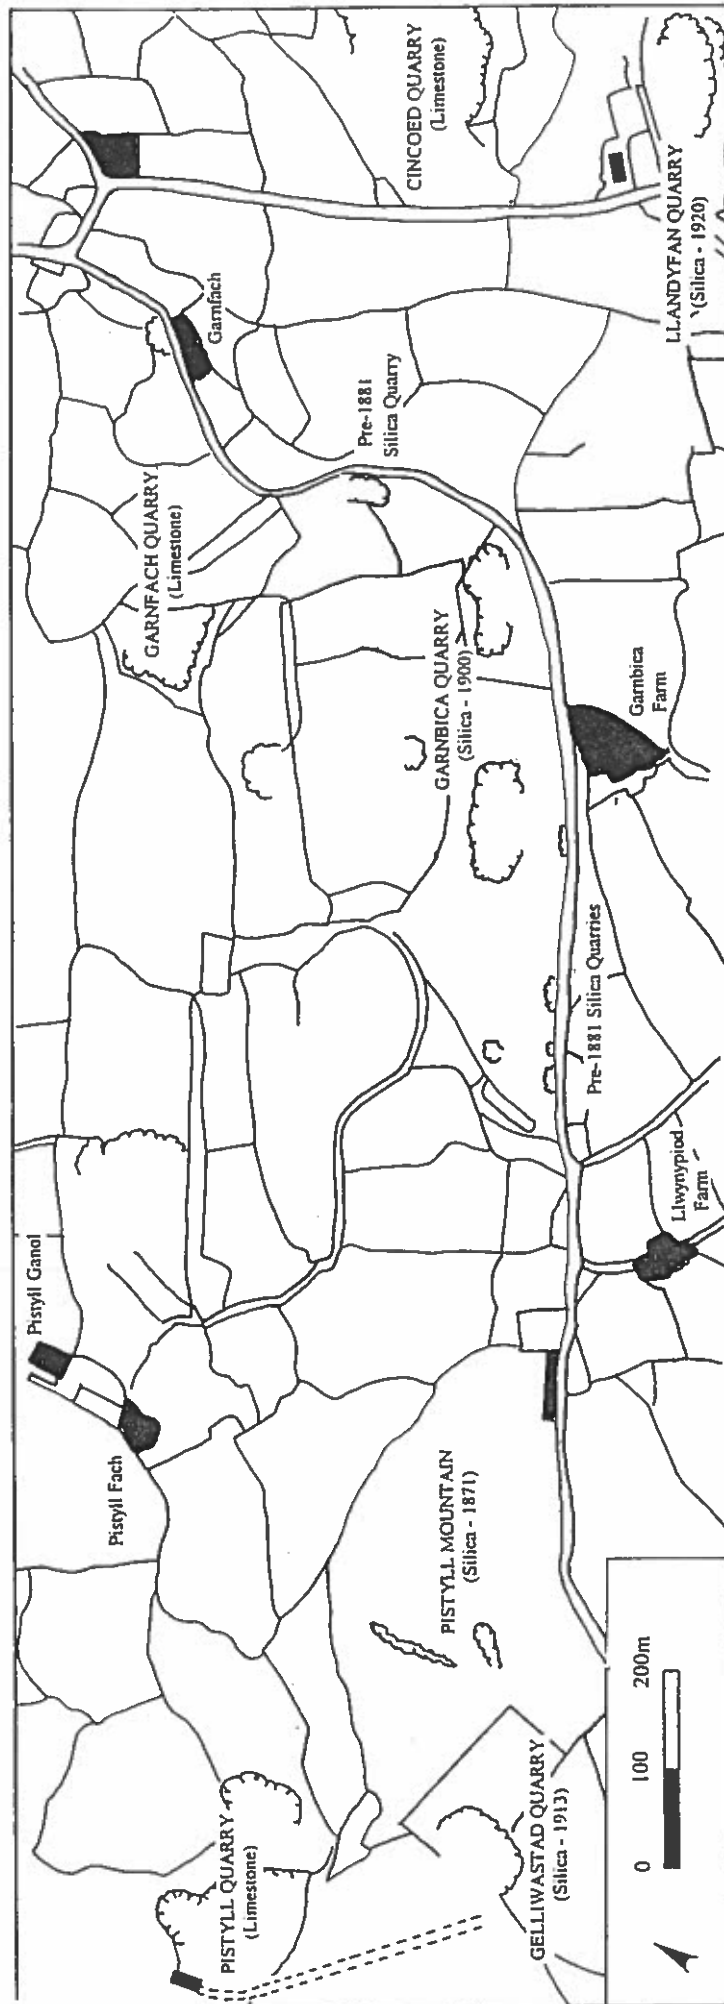 PISTYLL QUARRY
(Limestone)
GELLIWASTAD QUARRY
(Silica - 1913)
PISTYLL MOUNTAIN
(Silica - 1871)
Pistyll Fach
Pistyll Ganol
Llwynypiod
Farm
Pre-1881 Silica Quarries
GARNBICA QUARRY
(Silica - 1900)
Garnbica
Farm
GARNFACH QUARRY
(Limestone)
Pre-1881
Silica Quarry
Garnfach
CINCOED QUARRY
(Limestone)
LLANDYFAN QUARRY
(Silica - 1920)
0 100 200m